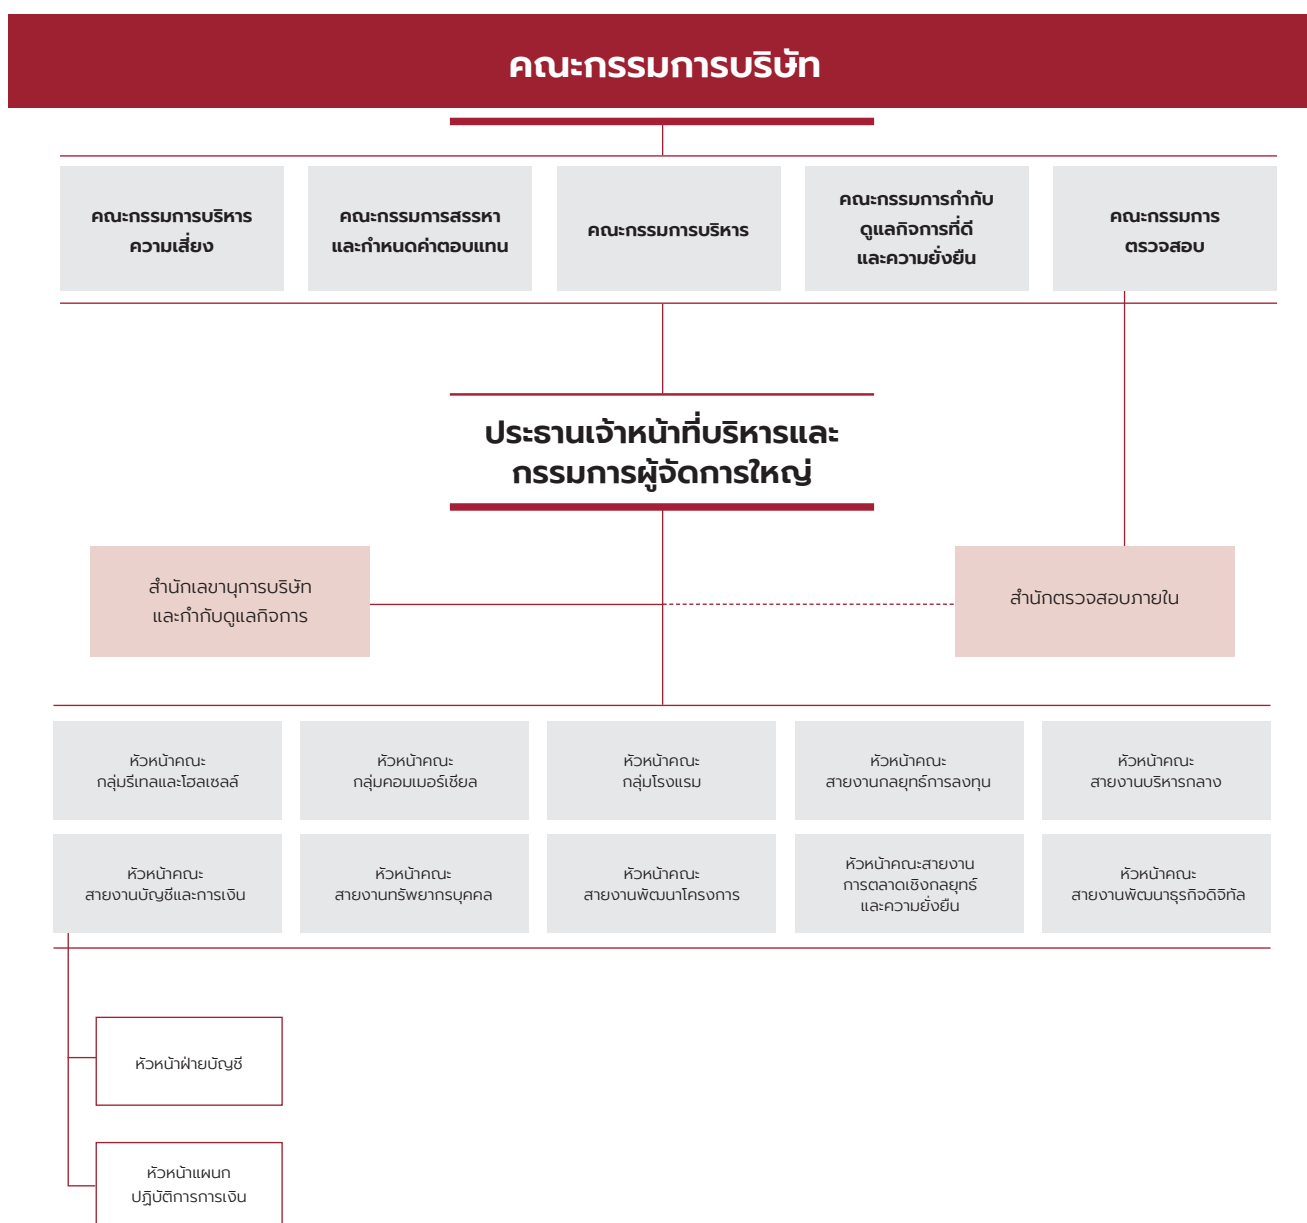 คณะกรรมการบริษัท
คณะกรรมการบริหาร
ความเสี่ยง
คณะกรรมการสรรหา
และกำหนดค่าตอบแทน
คณะกรรมการบริหาร
คณะกรรมการกำกับ
ดูแลกิจการที่ดี
และความยั่งยืน
คณะกรรมการ
ตรวจสอบ
ประธานเจ้าหน้าที่บริหารและ
กรรมการผู้จัดการใหญ่
สำนักเลขานุการบริษัท
และกำกับดูแลกิจการ
สำนักตรวจสอบภายใน
หัวหน้าคณะ
กลุ่มรีเทลและโฮลเซลล์
หัวหน้าคณะ
กลุ่มคอมเมอร์เชียล
หัวหน้าคณะ
กลุ่มโรงแรม
หัวหน้าคณะ
สายงานกลยุทธ์การลงทุน
หัวหน้าคณะ
สายงานบริหารกลาง
หัวหน้าคณะ
สายงานบัญชีและการเงิน
หัวหน้าคณะ
สายงานทรัพยากรบุคคล
หัวหน้าคณะ
สายงานพัฒนาโครงการ
หัวหน้าคณะสายงาน
การตลาดเชิงกลยุทธ์
และความยั่งยืน
หัวหน้าคณะ
สายงานพัฒนาธุรกิจดิจิทัล
หัวหน้าฝ่ายบัญชี
หัวหน้าแผนก
ปฏิบัติการการเงิน